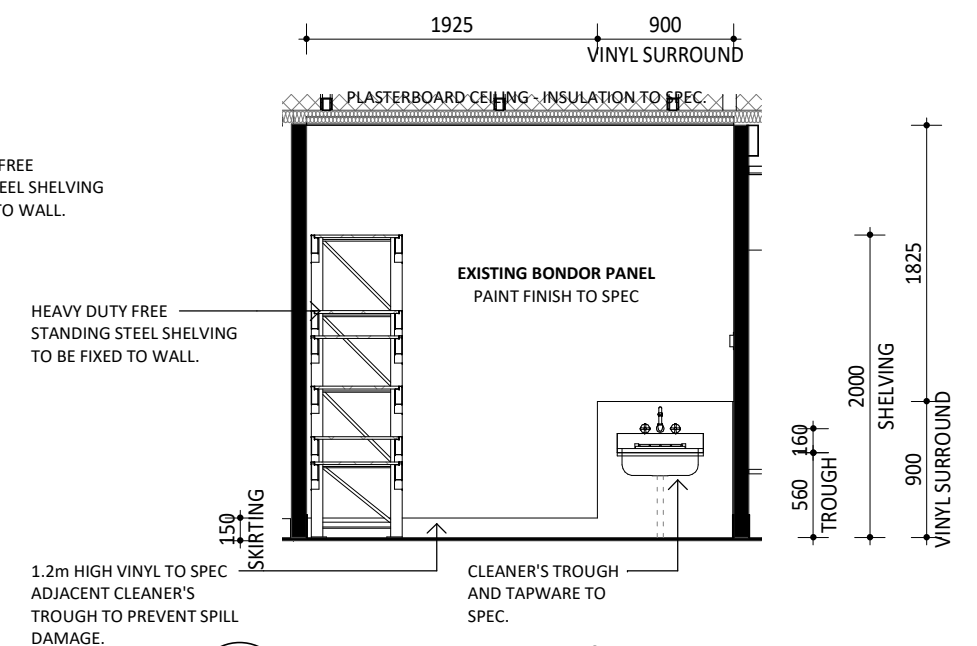 1925
900
VINYL SURROUND
PLASTERBOARD CEILING - INSULATION TO SPEC.
FREE
EEL SHELVING
TO WALL.
EXISTING BONDOR PANEL
PAINT FINISH TO SPEC
HEAVY DUTY FREE
STANDING STEEL SHELVING
TO BE FIXED TO WALL.
150
SKIRTING
560
160
TROUGH
2000
SHELVING
1825
900
VINYL SURROUND
1.2m HIGH VINYL TO SPEC
ADJACENT CLEANER'S
TROUGH TO PREVENT SPILL
DAMAGE.
CLEANER'S TROUGH
AND TAPWARE TO
SPEC.